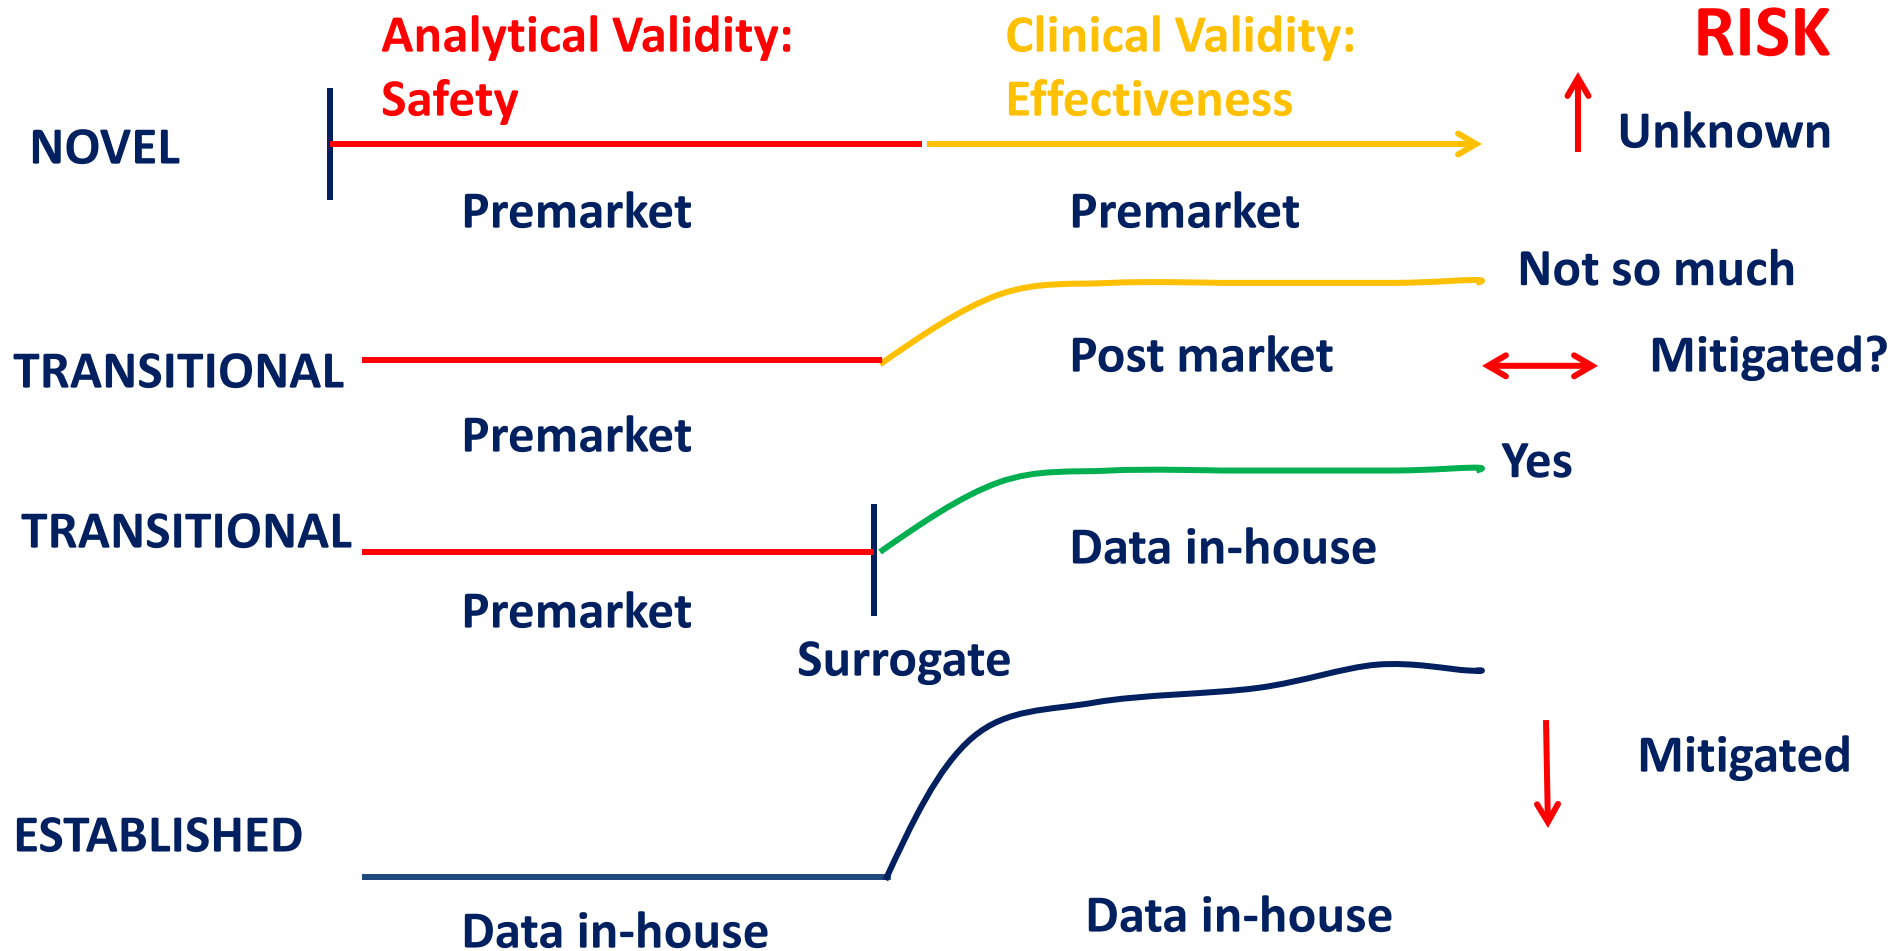 Analytical Validity:
Safety
Clinical Validity:
Effectiveness
RISK
NOVEL
Unknown
Premarket
Premarket
Not so much
TRANSITIONAL
Post market
Mitigated?
Premarket
Yes
TRANSITIONAL
Data in-house
Premarket
Surrogate
Mitigated
ESTABLISHED
Data in-house
Data in-house